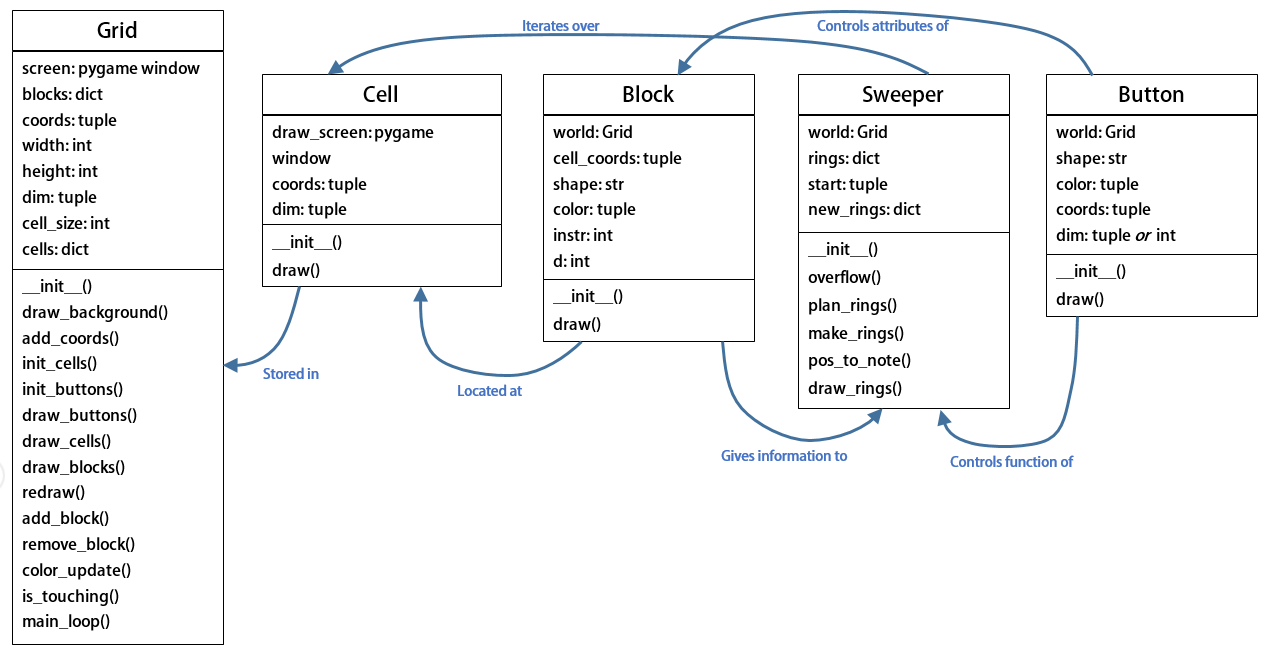 Grid
screen: pygame window
blocks: dict
coords: tuple
width: int
height: int
dim: tuple
cell_size: int
cells: dict
__init__()
draw_background()
add_coords()
init_cells()
init_buttons()
draw_buttons()
draw_cells()
draw_blocks()
redraw()
add_block()
remove_block()
color_update()
is_touching()
main_loop()
Iterates over
Controls attributes of
Cell
draw_screen: pygame
window
coords: tuple
dim: tuple
__init__()
draw()
Stored in
Located at
Block
world: Grid
cell_coords: tuple
shape: str
color: tuple
instr: int
d: int
__init__()
draw()
Gives information to
Sweeper
world: Grid
rings: dict
start: tuple
new_rings: dict
__init__()
overflow()
plan_rings()
make_rings()
pos_to_note()
draw_rings()
Controls function of
Button
world: Grid
shape: str
color: tuple
coords: tuple
dim: tuple or int
__init__()
draw()